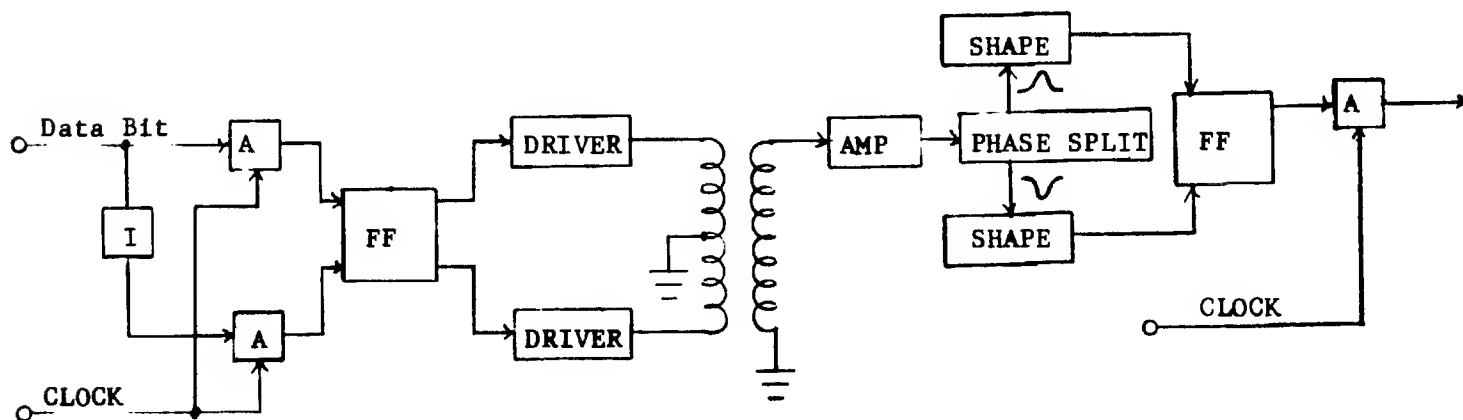 Data Bit
A
I
A
CLOCK
FF
DRIVER
DRIVER
AMP
PHASE SPLIT
SHAPE
SHAPE
FF
A
CLOCK